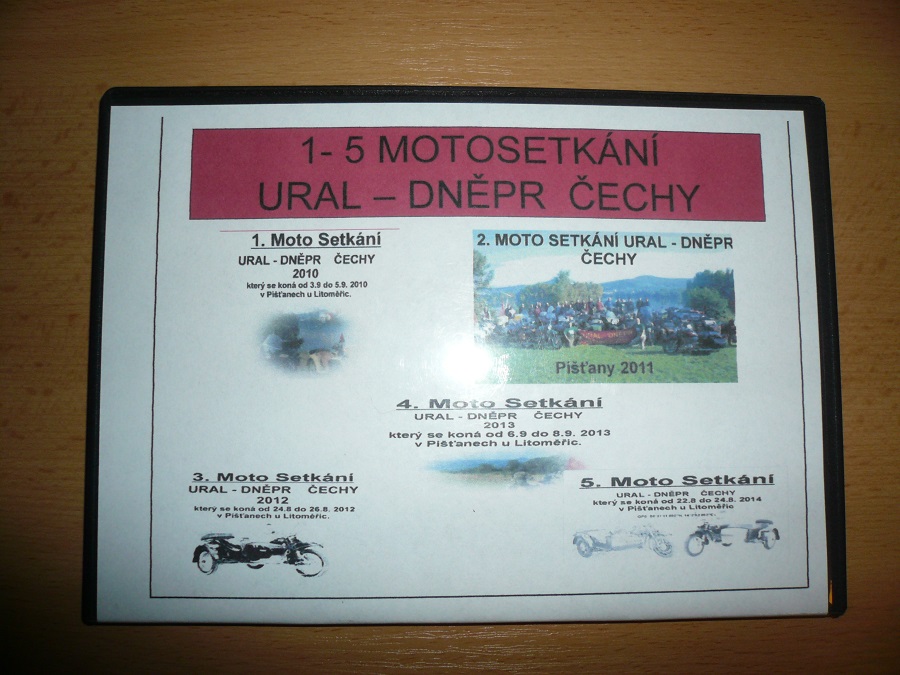 1- 5 MOTOSETKÁNÍ
URAL – DNĚPR ČECHY
1. Moto Setkání
URAL - DNĚPR ČECHY
2010
který se koná od 3.9 do 5.9. 2010
v Píšťanech u Litoměřic.
2. MOTO SETKÁNÍ URAL - DNĚPR
ČECHY
Píšťany 2011
4. Moto Setkání
URAL - DNĚPR ČECHY
2013
který se koná od 6.9 do 8.9. 2013
v Píšťanech u Litoměřic.
3. Moto Setkání
URAL - DNĚPR ČECHY
2012
který se koná od 24.8 do 26.8. 2012
v Píšťanech u Litoměřic.
5. Moto Setkání
URAL - DNĚPR ČECHY
který se koná od 22.8 do 24.8. 2014
v Píšťanech u Litoměřic